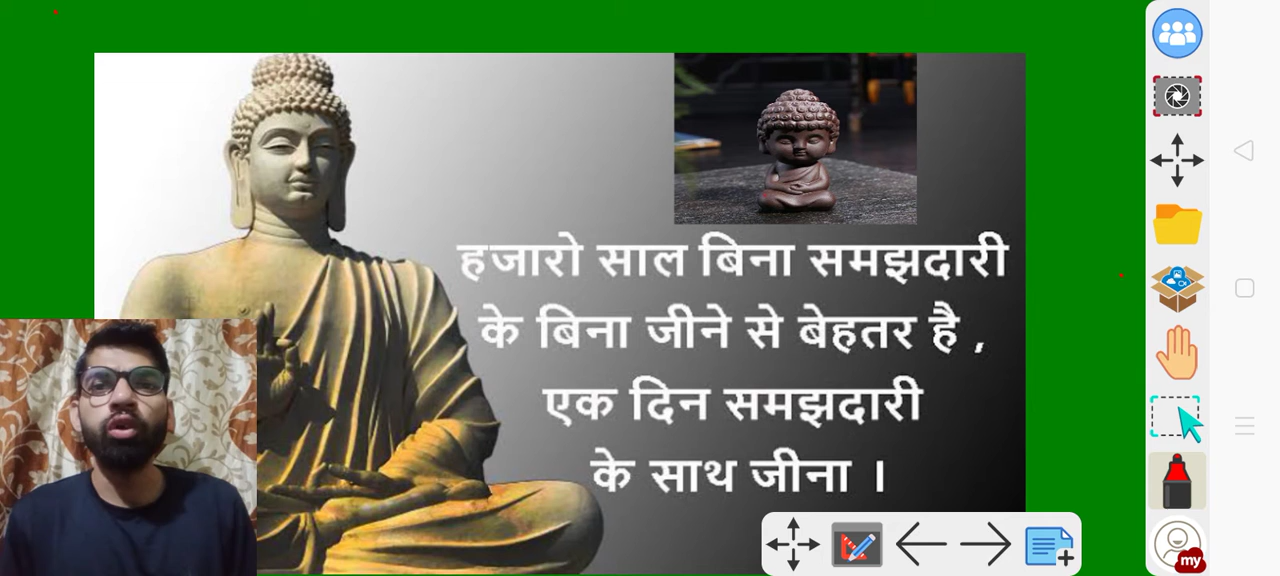 हजारो साल बिना समझदारी
के बिना जीने से बेहतर है ,
एक दिन समझदारी
के साथ जीना ।
my